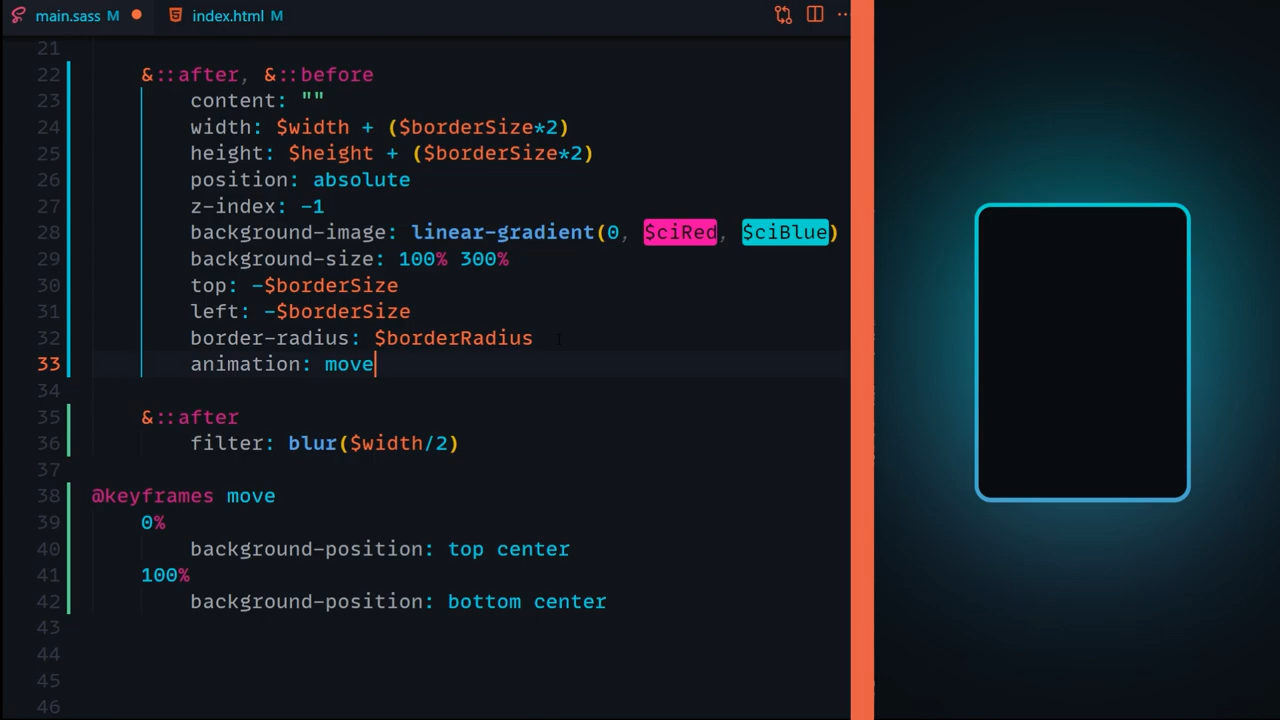 main.sass M
index.html M
21
22 &::after, &::before
23 content: ""
24 width: $width + ($borderSize*2)
25 height: $height + ($borderSize*2)
26 position: absolute
27 z-index: -1
28 background-image: linear-gradient(0, $ciRed, $ciBlue)
29 background-size: 100% 300%
30 top: -$borderSize
31 left: -$borderSize
32 border-radius: $borderRadius
33 animation: move
34
35 &::after
36 filter: blur($width/2)
37
38 @keyframes move
39 0%
40 background-position: top center
41 100%
42 background-position: bottom center
43
44
45
46